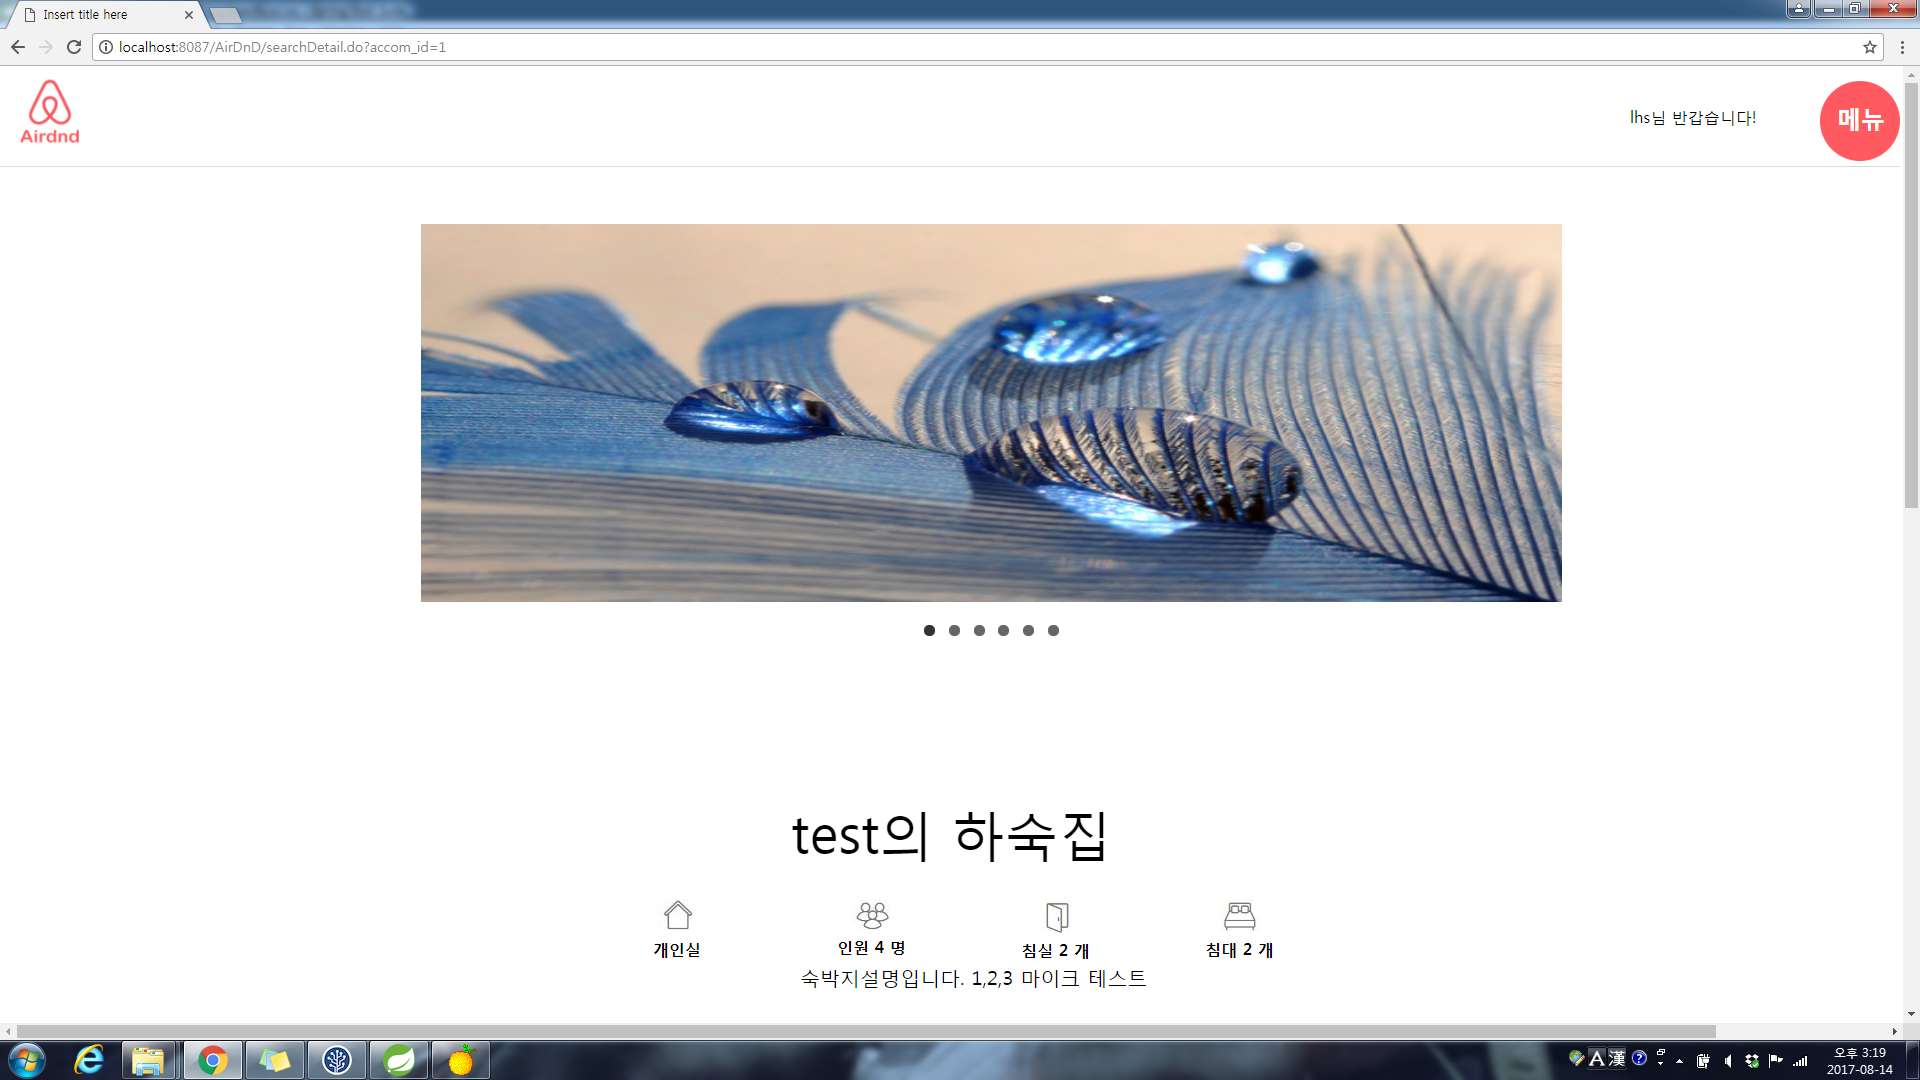 Insert title here
localhost:8087/AirDnD/searchDetail.do?accom_id=1
Airdnd
lhs님 반갑습니다!
메뉴
test의 하숙집
개인실
인원 4 명
침실 2 개
침대 2 개
숙박지설명입니다. 1,2,3 마이크 테스트
A 漢
오후 3:19
2017-08-14